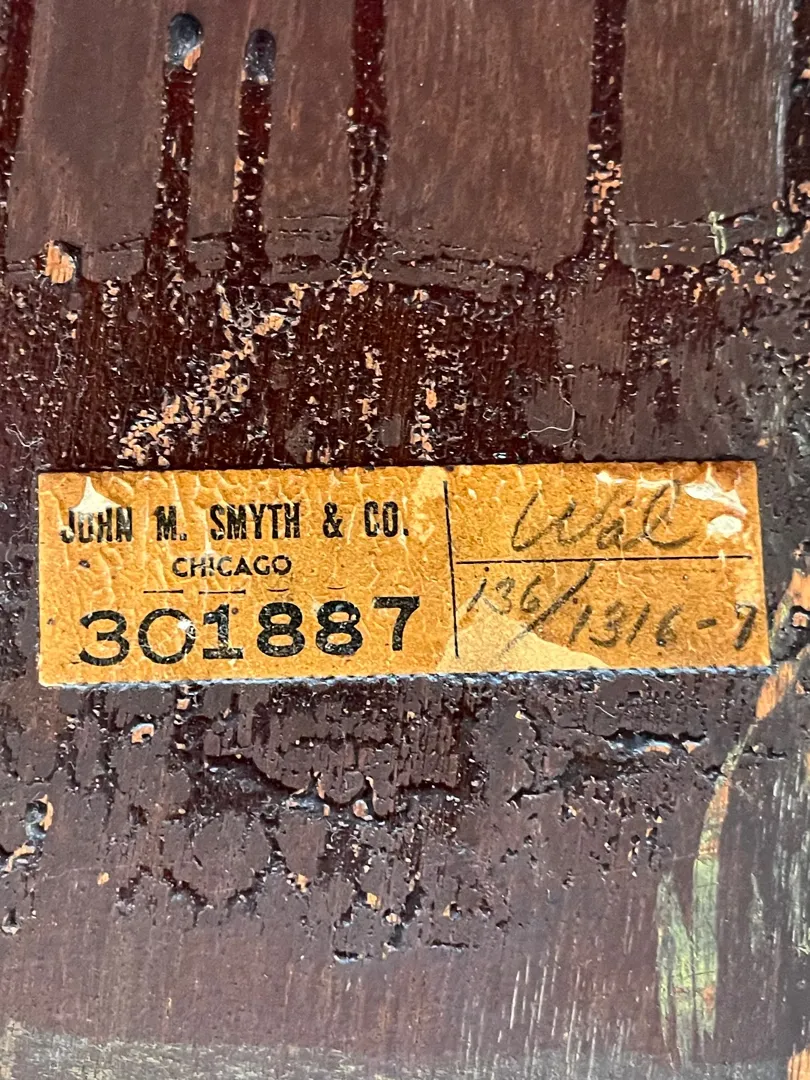 JOHN M. SMYTH & CO.
CHICAGO
301887
Wal
136/1316-7